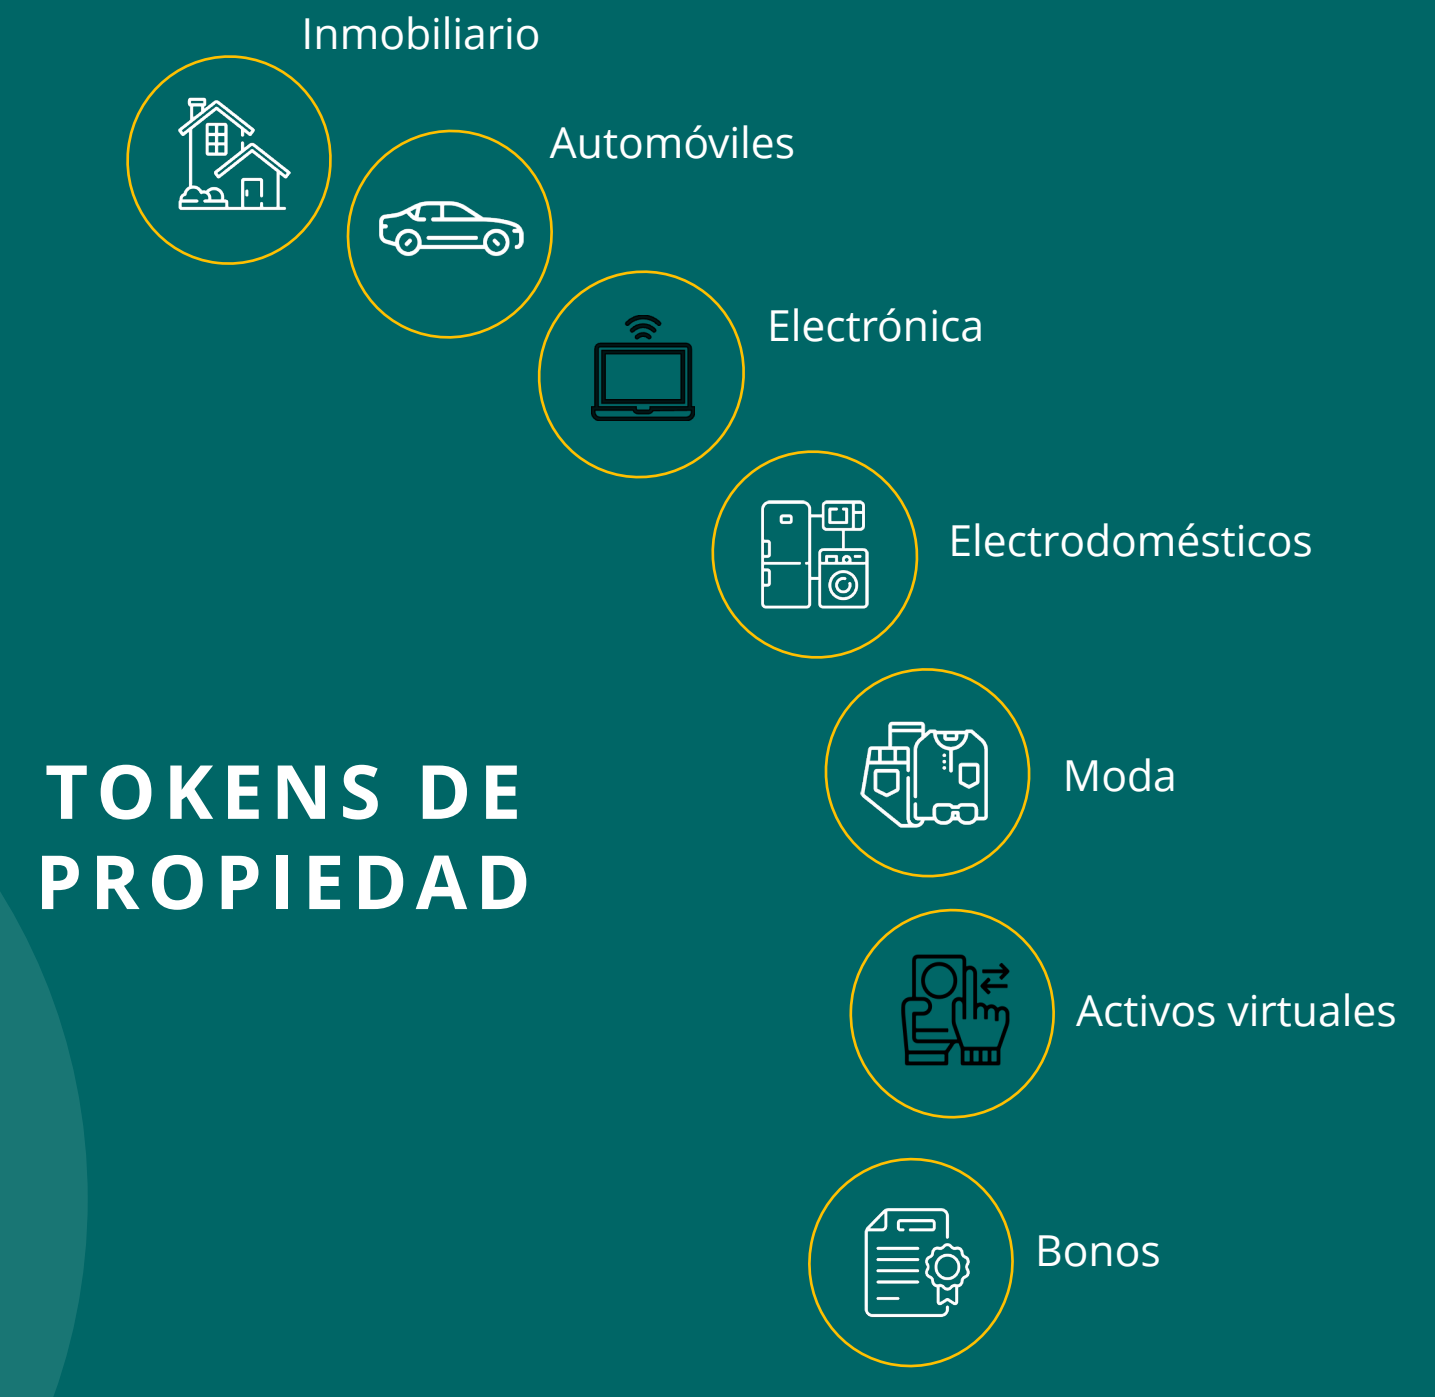 Inmobiliario
Automóviles
Electrónica
Electrodomésticos
TOKENS DE
PROPIEDAD
Moda
Activos virtuales
Bonos